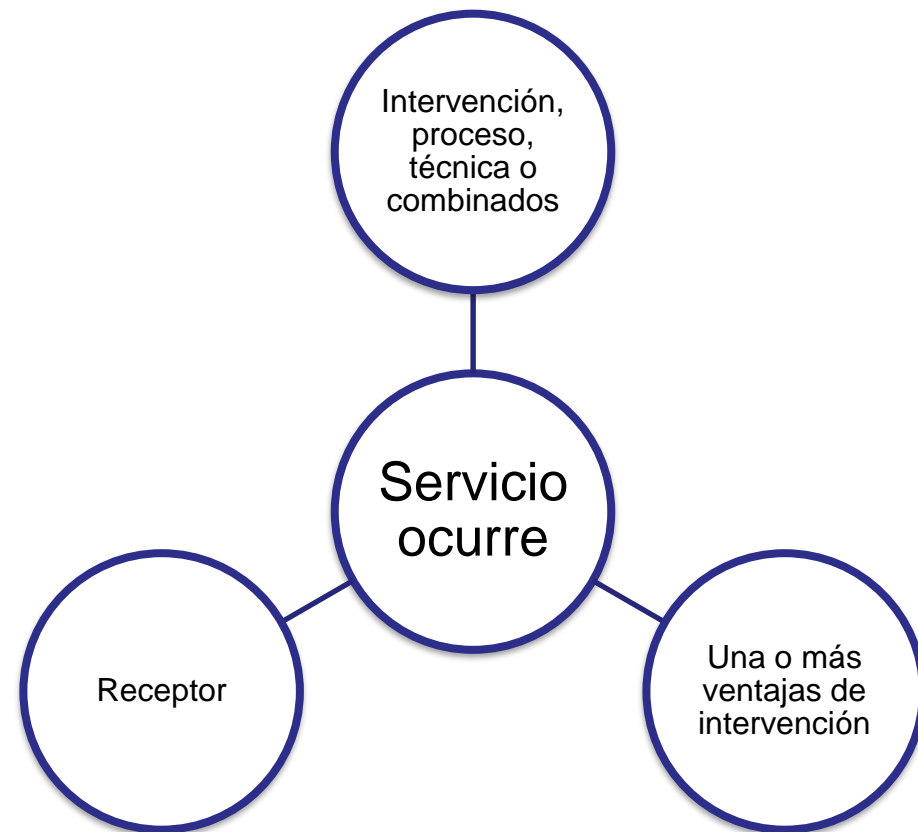 Intervención,
proceso,
técnica o
combinados
Servicio
ocurre
Receptor
Una o más
ventajas de
intervención